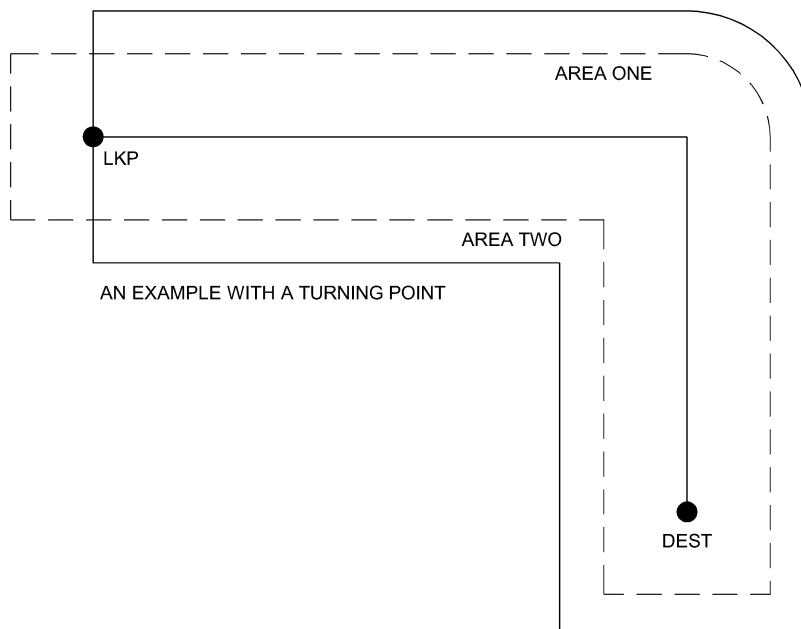 AREA ONE
LKP
AREA TWO
AN EXAMPLE WITH A TURNING POINT
DEST